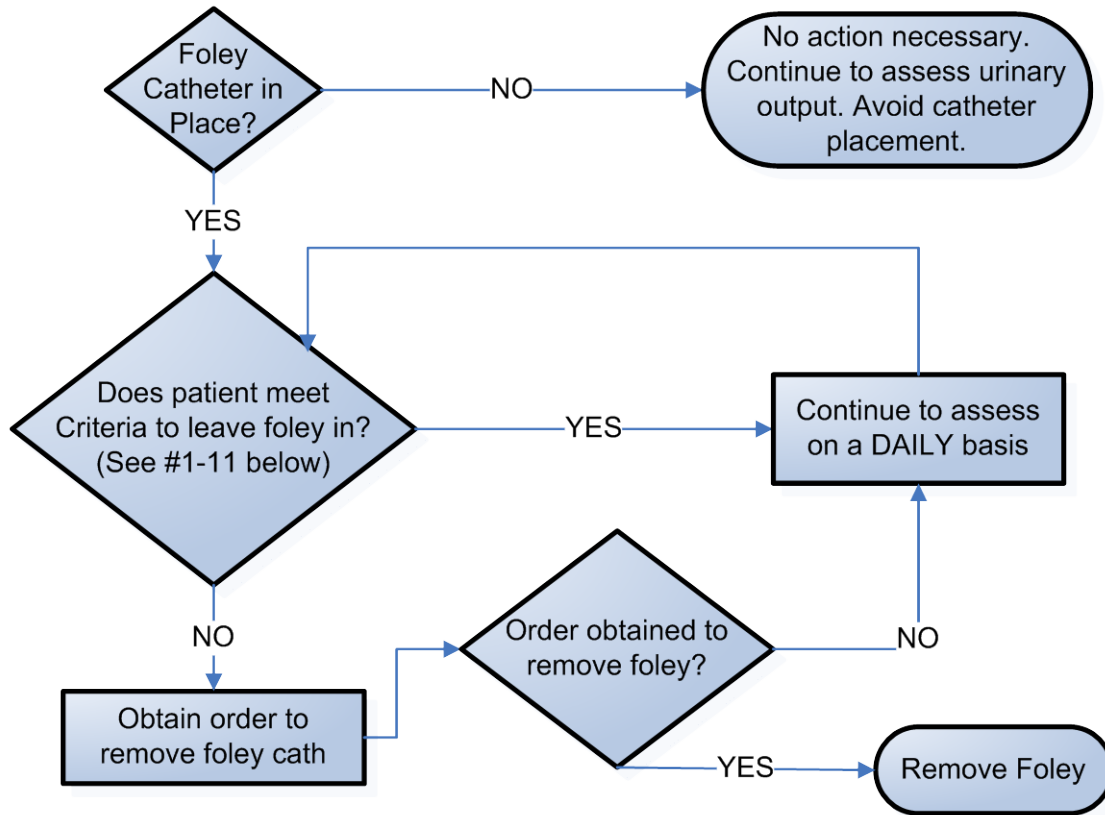 Foley
Catheter in
Place?
NO
No action necessary.
Continue to assess urinary
output. Avoid catheter
placement.
YES
Does patient meet
Criteria to leave foley in?
(See #1-11 below)
YES
Continue to assess
on a DAILY basis
NO
Obtain order to
remove foley cath
Order obtained to
remove foley?
NO
YES
Remove Foley